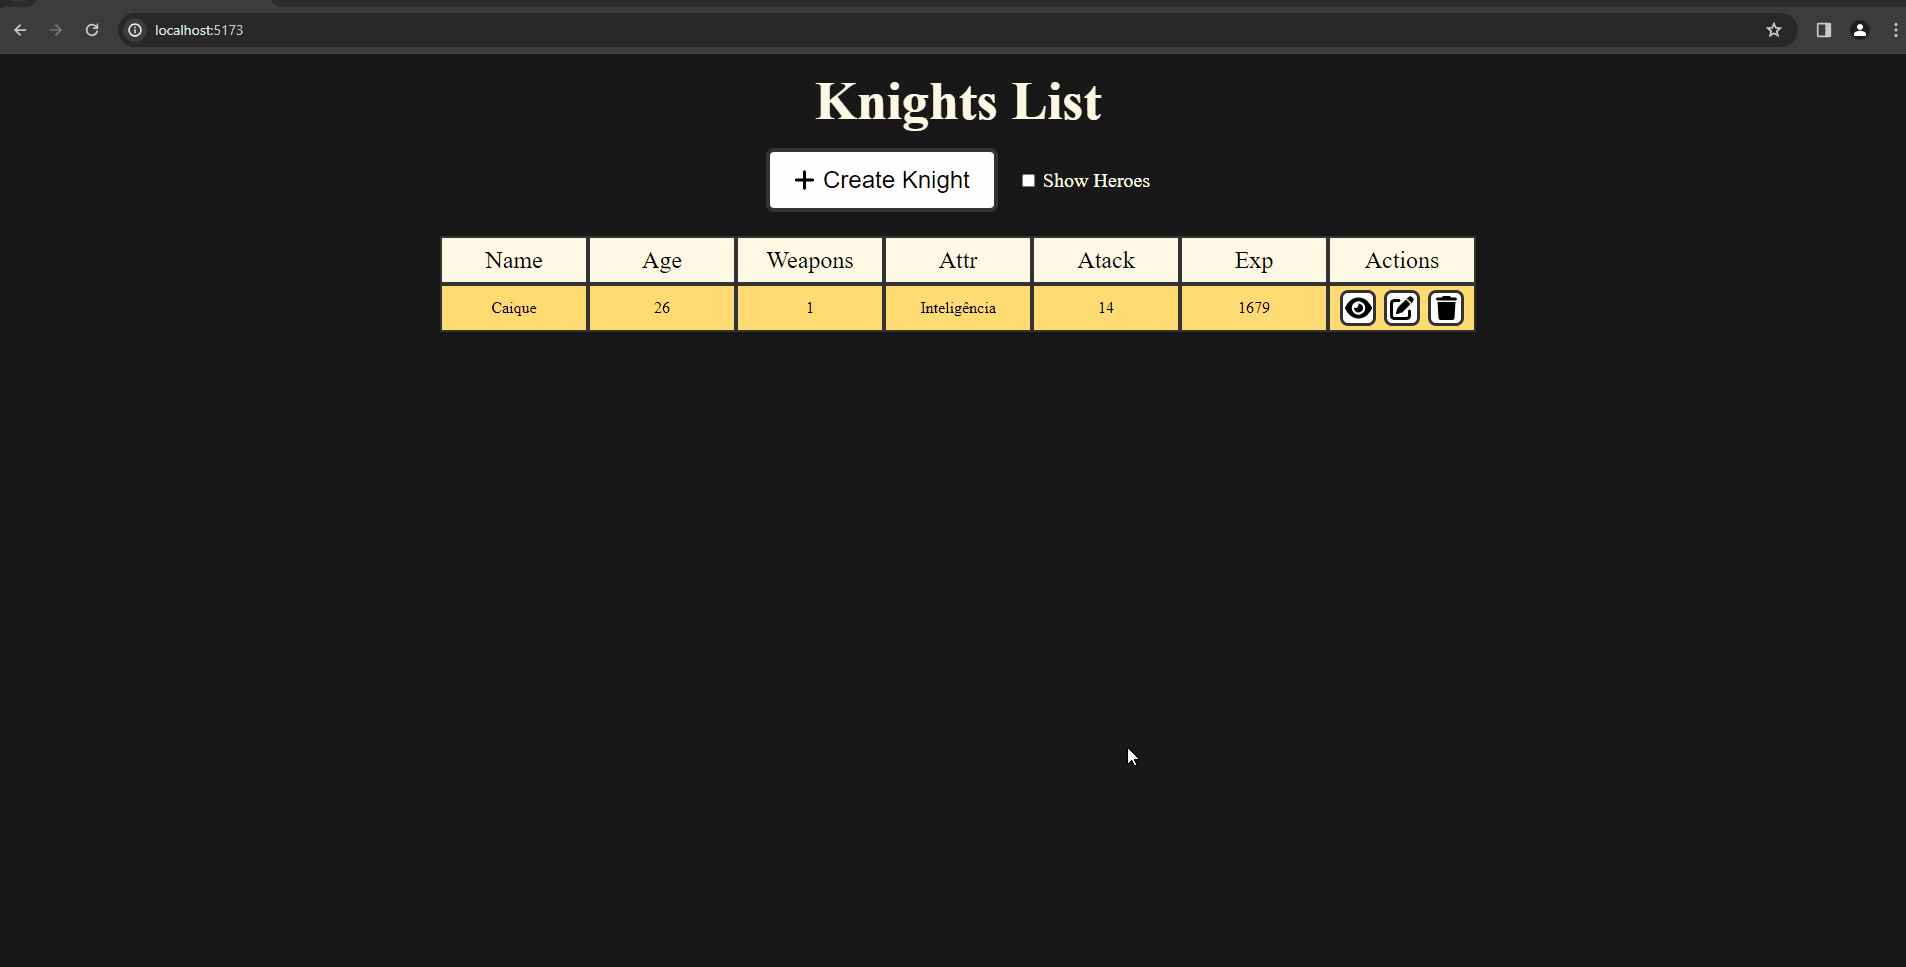 localhost:5173
Knights List
Create Knight
Show Heroes
Name Age Weapons Attr Atack Exp Actions
Caique 26 1 Inteligência 14 1679